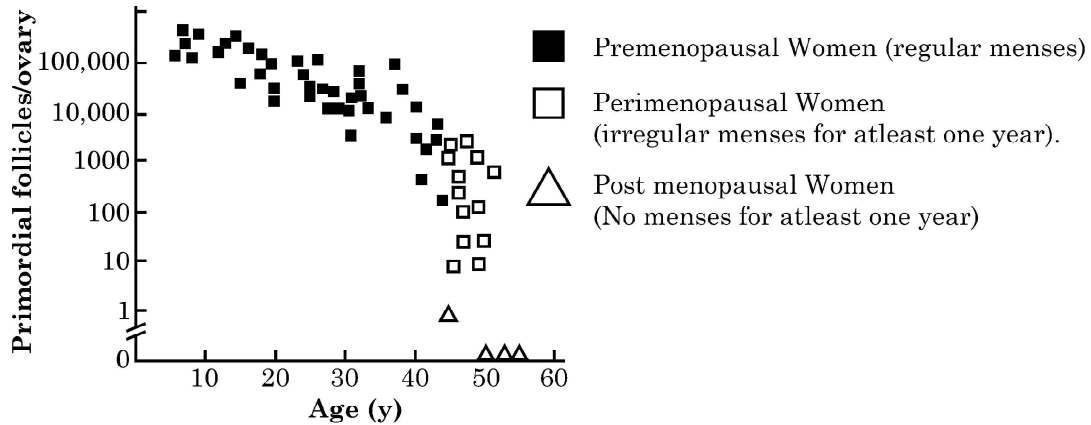 Primordial follicles/ovary
100,000
10,000
1000
100
10
1
0
10 20 30 40 50 60
Age (y)
Premenopausal Women (regular menses)
Perimenopausal Women
(irregular menses for atleast one year).
Post menopausal Women
(No menses for atleast one year)